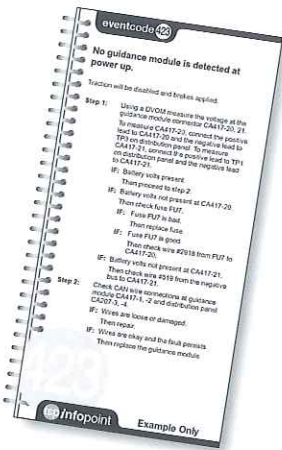 eventcode 423
No guidance module is detected at
power up.
Traction will be disabled and brakes applied.
Step 1: Using a DVOM measure the voltage at the
guidance module connector CA417-20, 21.
To measure CA417-20, connect the positive
lead to CA417-20 and the negative lead to
TP3 on distribution panel. To measure
CA417-21, connect the positive lead to TP1
on distribution panel and the negative lead
to CA417-21.
IF: Battery volts present.
Then proceed to step 2.
IF: Battery volts not present at CA417-20.
Then check fuse FU7.
IF: Fuse FU7 is bad.
Then replace fuse.
IF: Fuse FU7 is good.
Then check wire #2918 from FU7 to
CA417-20.
IF: Battery volts not present at CA417-21.
Then check wire #519 from the negative
bus to CA417-21.
Step 2: Check CAN wire connections at guidance
module CA417-1, -2 and distribution panel
CA207-3, -4.
IF: Wires are loose or damaged.
Then repair.
IF: Wires are okay and the fault persists.
Then replace the guidance module.
423
infopoint
Example Only